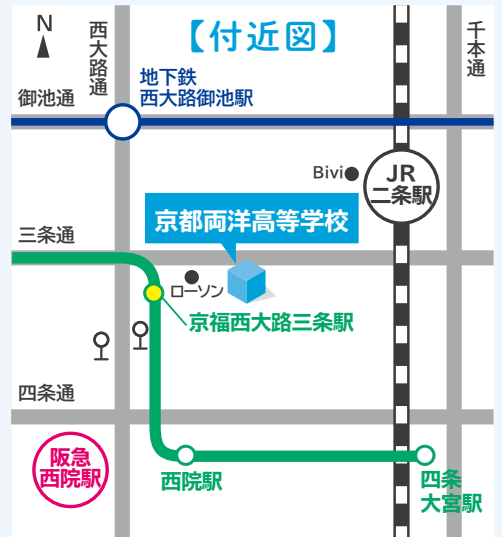 【付近図】
N
西大路通
千本通
地下鉄
西大路御池駅
御池通
Bivi
JR
二条駅
京都両洋高等学校
三条通
ローソン
京福西大路三条駅
四条通
阪急
西院駅
西院駅
四条
大宮駅